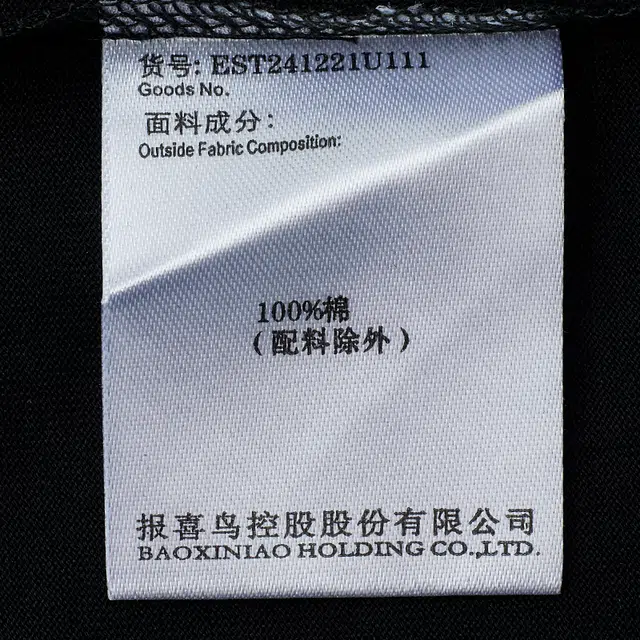 货号: EST241221U111
Goods No.
面料成分:
Outside Fabric Composition:
100%棉
(配料除外)
报喜鸟控股股份有限公司
BAOXINIAO HOLDING CO.,LTD.